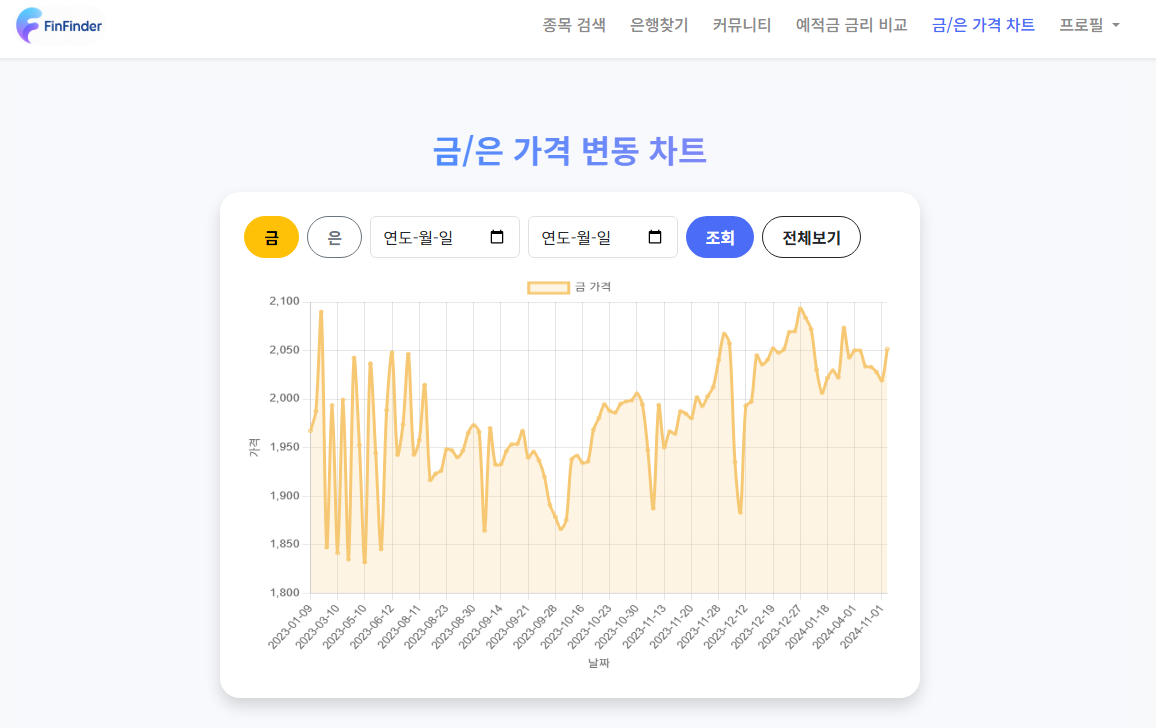 FinFinder 종목 검색 은행찾기 커뮤니티 예적금 금리 비교 금/은 가격 차트 프로필
금/은 가격 변동 차트
금 은 연도-월-일 연도-월-일 조회 전체보기
금 가격
2,100
2,050
2,000
1,950
1,900
1,850
1,800
가격
2023-01-09 2023-03-10 2023-05-10 2023-06-12 2023-08-11 2023-08-23 2023-08-30 2023-09-14 2023-09-21 2023-09-28 2023-10-16 2023-10-23 2023-10-30 2023-11-13 2023-11-20 2023-11-28 2023-12-12 2023-12-19 2023-12-27 2024-01-18 2024-04-01 2024-11-01
날짜